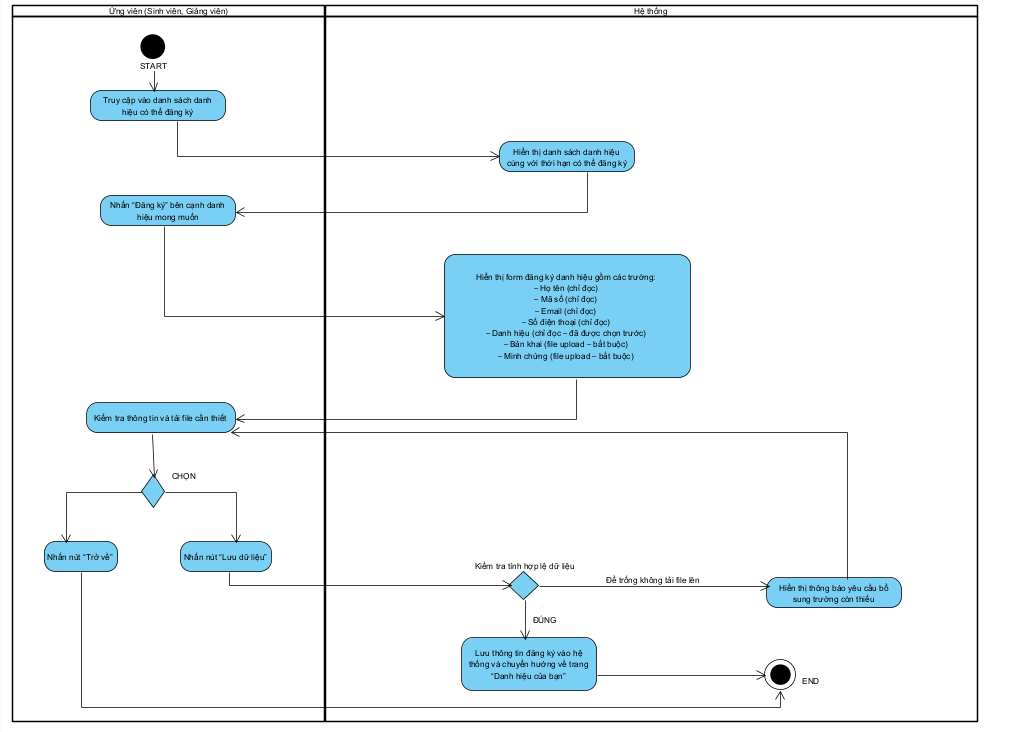 Ứng viên (Sinh viên, Giảng viên)
Hệ thống
START
Truy cập vào danh sách danh
hiệu có thể đăng ký
Hiển thị danh sách danh hiệu
cùng với thời hạn có thể đăng ký
Nhấn “Đăng ký” bên cạnh danh
hiệu mong muốn
Hiển thị form đăng ký danh hiệu gồm các trường:
– Họ tên (chỉ đọc)
– Mã số (chỉ đọc)
– Email (chỉ đọc)
– Số điện thoại (chỉ đọc)
– Danh hiệu (chỉ đọc – đã được chọn trước)
– Bản khai (file upload – bắt buộc)
– Minh chứng (file upload – bắt buộc)
Kiểm tra thông tin và tải file cần thiết
CHỌN
Nhấn nút “Trở về”
Nhấn nút “Lưu dữ liệu”
Kiểm tra tính hợp lệ dữ liệu
Để trống không tải file lên
Hiển thị thông báo yêu cầu bổ
sung trường còn thiếu
ĐÚNG
Lưu thông tin đăng ký vào hệ
thống và chuyển hướng về trang
“Danh hiệu của bạn”
END